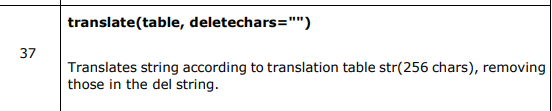 translate(table, deletechars="")
37
Translates string according to translation table str(256 chars), removing
those in the del string.